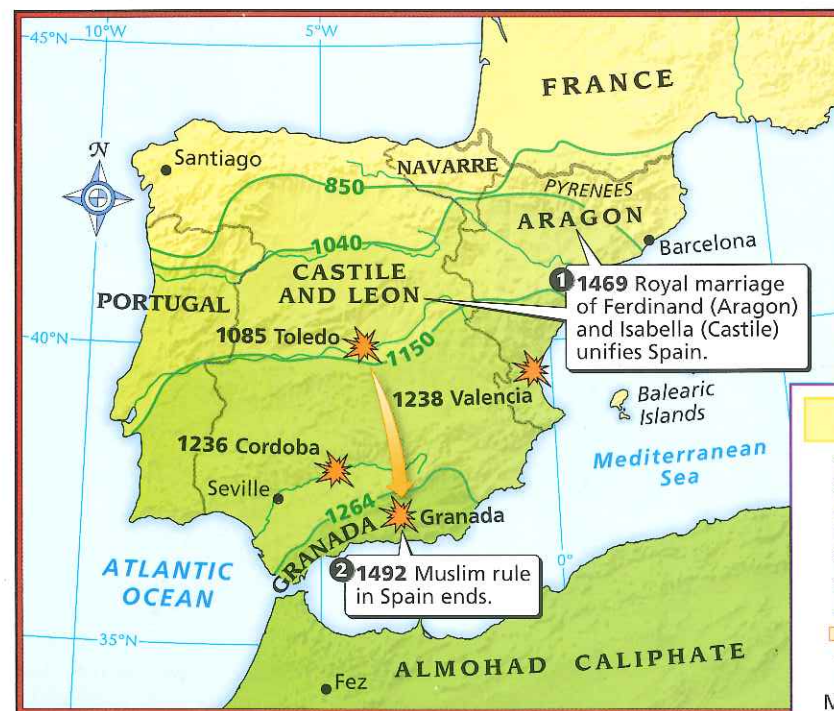 10°W
5°W
45°N
FRANCE
N
Santiago
NAVARRE
850
PYRENEES
ARAGON
Barcelona
1040
CASTILE
AND LEON
1 1469 Royal marriage
of Ferdinand (Aragon)
and Isabella (Castile)
unifies Spain.
PORTUGAL
40°N
1085 Toledo
1150
1238 Valencia
Balearic
Islands
1236 Cordoba
Mediterranean
Sea
Seville
1264
GRANADA
Granada
ATLANTIC
OCEAN
0°
2 1492 Muslim rule
in Spain ends.
35°N
ALMOHAD CALIPHATE
Fez